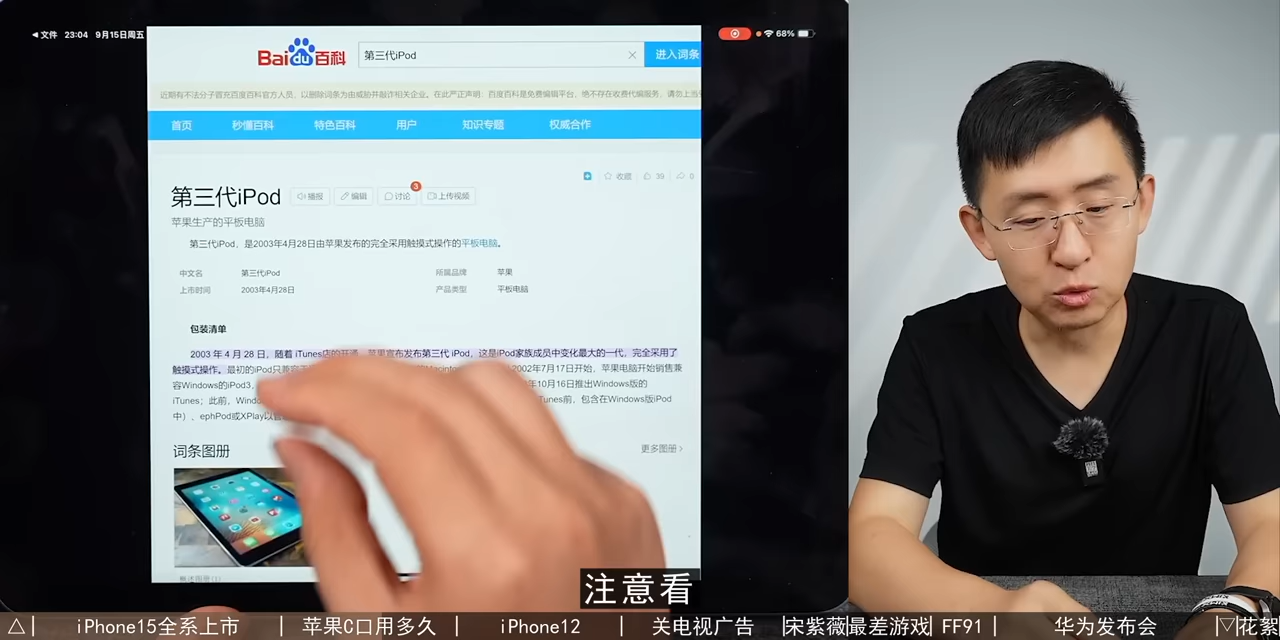 文件 23:04 9月15日周五
68%
Baidu百科
第三代iPod
进入词条
近期有不法分子冒充百度百科官方人员，以删除词条为由威胁并敲诈相关企业。在此严正声明：百度百科是免费编辑平台，绝不存在收费代编服务，请勿上当
首页 秒懂百科 特色百科 用户 知识专题 权威合作
收藏 39 0
第三代iPod 播报 编辑 讨论 3 上传视频
苹果生产的平板电脑
第三代iPod，是2003年4月28日由苹果发布的完全采用触摸式操作的平板电脑。
中文名 第三代iPod 所属品牌 苹果
上市时间 2003年4月28日 产品类型 平板电脑
包装清单
2003 年 4 月 28 日，随着 iTunes店的开通，苹果宣布发布第三代 iPod，这是iPod家族成员中变化最大的一代，完全采用了
触摸式操作。最初的iPod只兼容 2002年7月17日开始，苹果电脑开始销售兼
容Windows的iPod3， 年10月16日推出Windows版的
iTunes；此前， Tunes前，包含在Windows版iPod
中）、ephPod或XPlay以
词条图册 更多图册
注意看
iPhone15全系上市 | 苹果C口用多久 | iPhone12 | 关电视广告 |宋紫薇|最差游戏| FF91 | 华为发布会 花絮